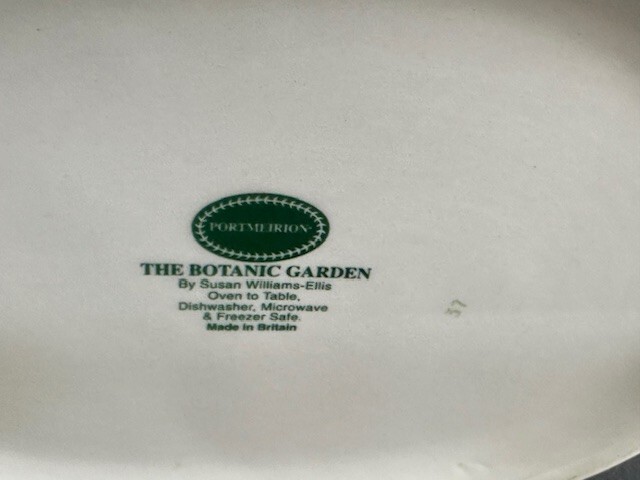 PORTMEIRION
THE BOTANIC GARDEN
By Susan Williams-Ellis
Oven to Table,
Dishwasher, Microwave
& Freezer Safe.
Made in Britain
37